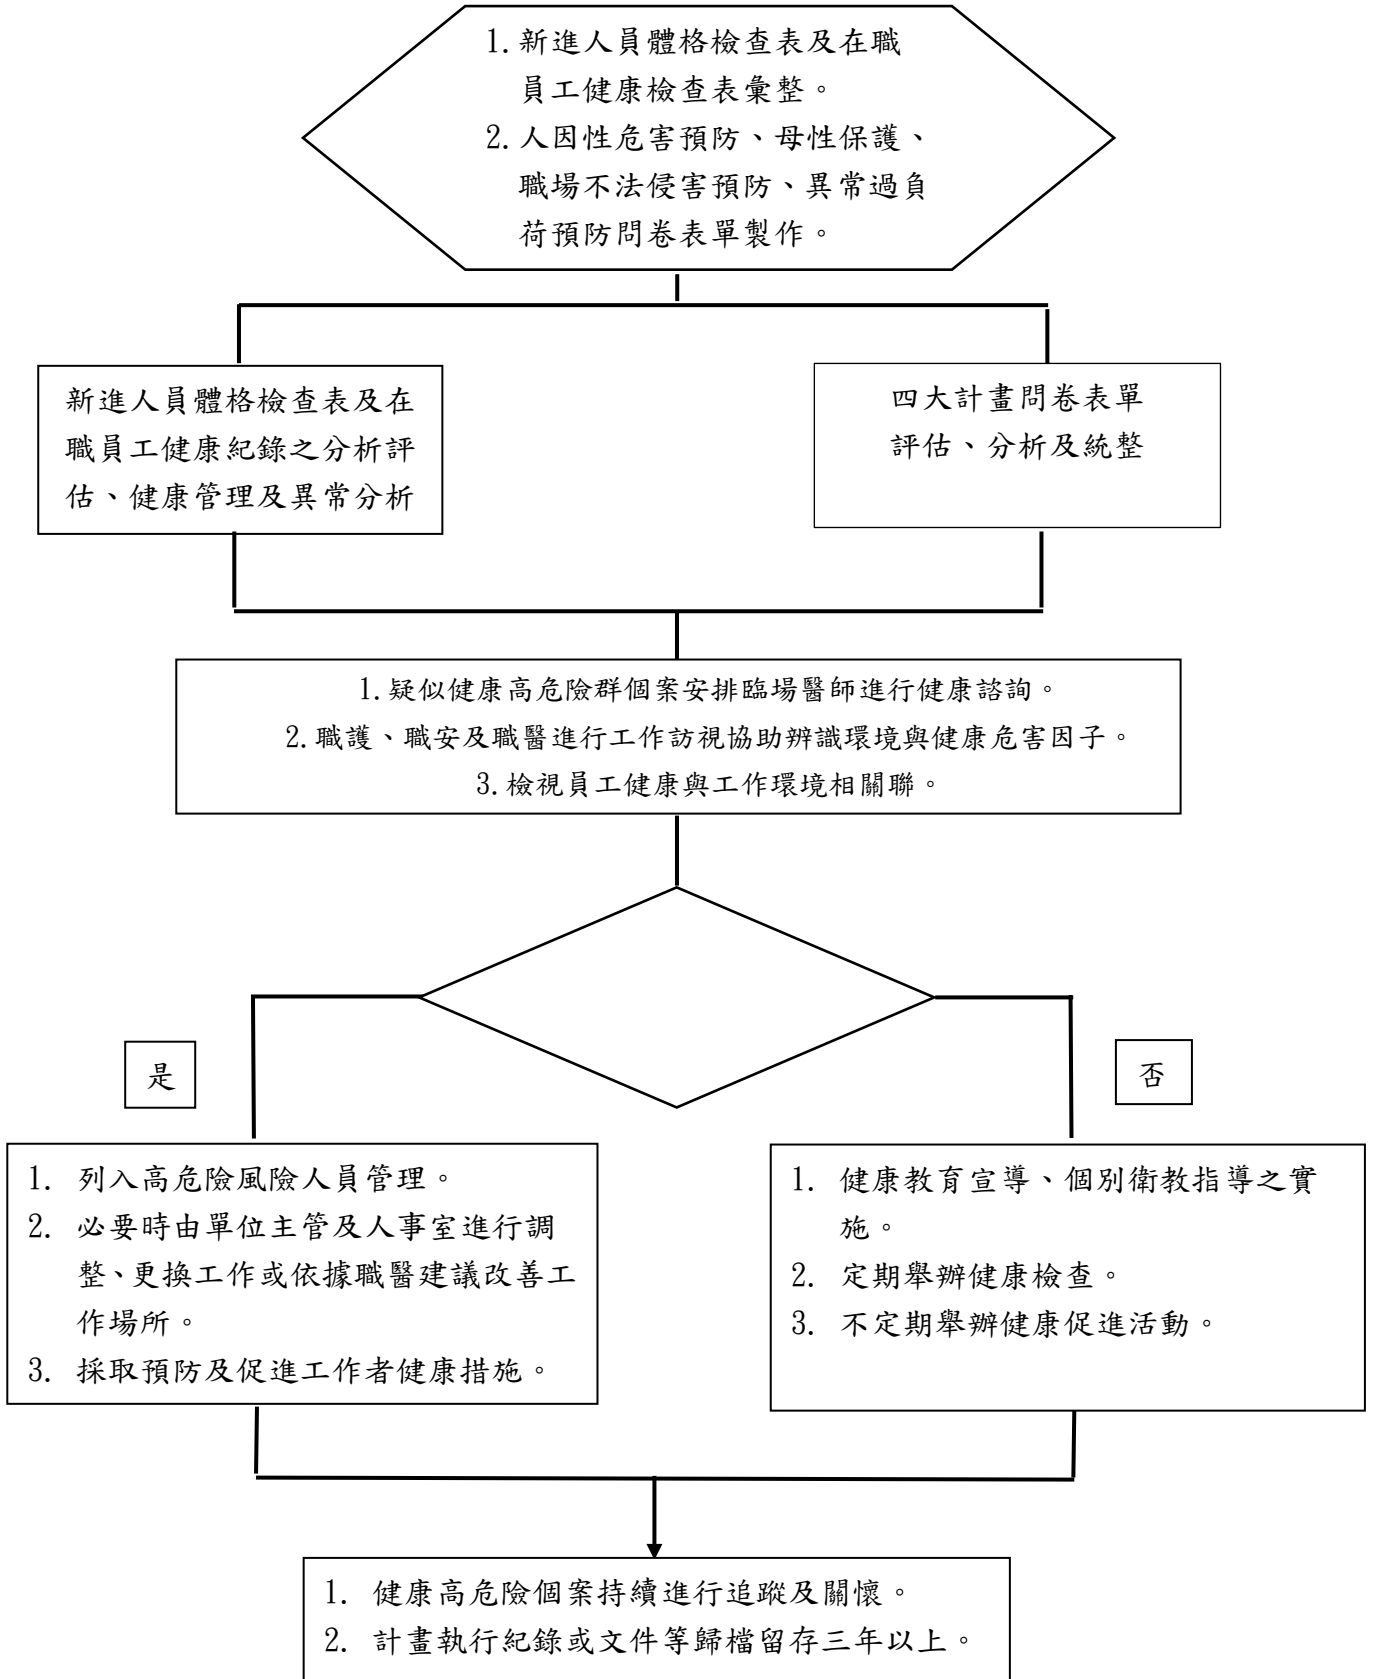 1. 新進人員體格檢查表及在職
員工健康檢查表彙整。
2. 人因性危害預防、母性保護、
職場不法侵害預防、異常過負
荷預防問卷表單製作。
新進人員體格檢查表及在
職員工健康紀錄之分析評
估、健康管理及異常分析
四大計畫問卷表單
評估、分析及統整
1. 疑似健康高危險群個案安排臨場醫師進行健康諮詢。
2. 職護、職安及職醫進行工作訪視協助辨識環境與健康危害因子。
3. 檢視員工健康與工作環境相關聯。
是
否
1. 列入高危險風險人員管理。
2. 必要時由單位主管及人事室進行調
整、更換工作或依據職醫建議改善工
作場所。
3. 採取預防及促進工作者健康措施。
1. 健康教育宣導、個別衛教指導之實
施。
2. 定期舉辦健康檢查。
3. 不定期舉辦健康促進活動。
1. 健康高危險個案持續進行追蹤及關懷。
2. 計畫執行紀錄或文件等歸檔留存三年以上。